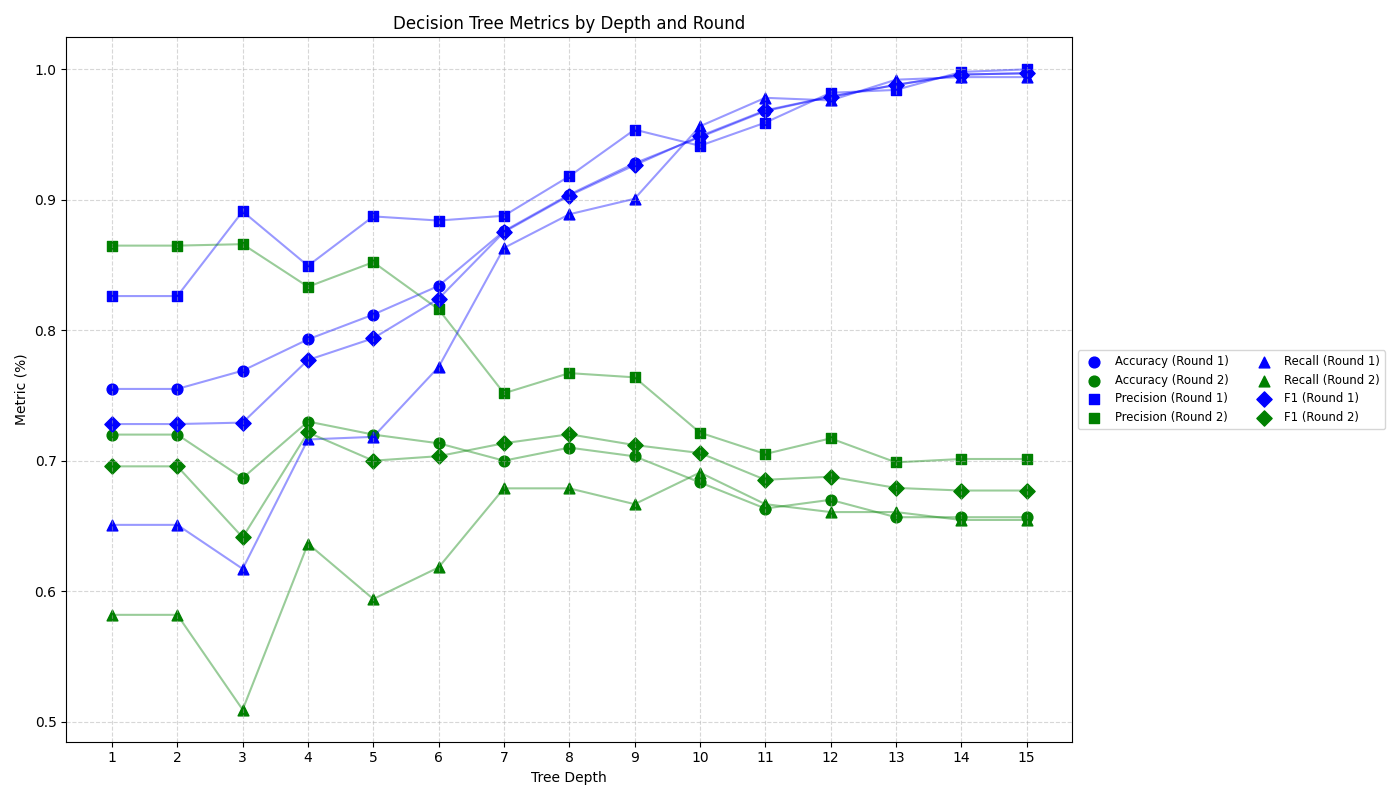 Decision Tree Metrics by Depth and Round
Metric (%)
1.0
0.9
0.8
0.7
0.6
0.5
1 2 3 4 5 6 7 8 9 10 11 12 13 14 15
Tree Depth
Accuracy (Round 1)
Accuracy (Round 2)
Precision (Round 1)
Precision (Round 2)
Recall (Round 1)
Recall (Round 2)
F1 (Round 1)
F1 (Round 2)